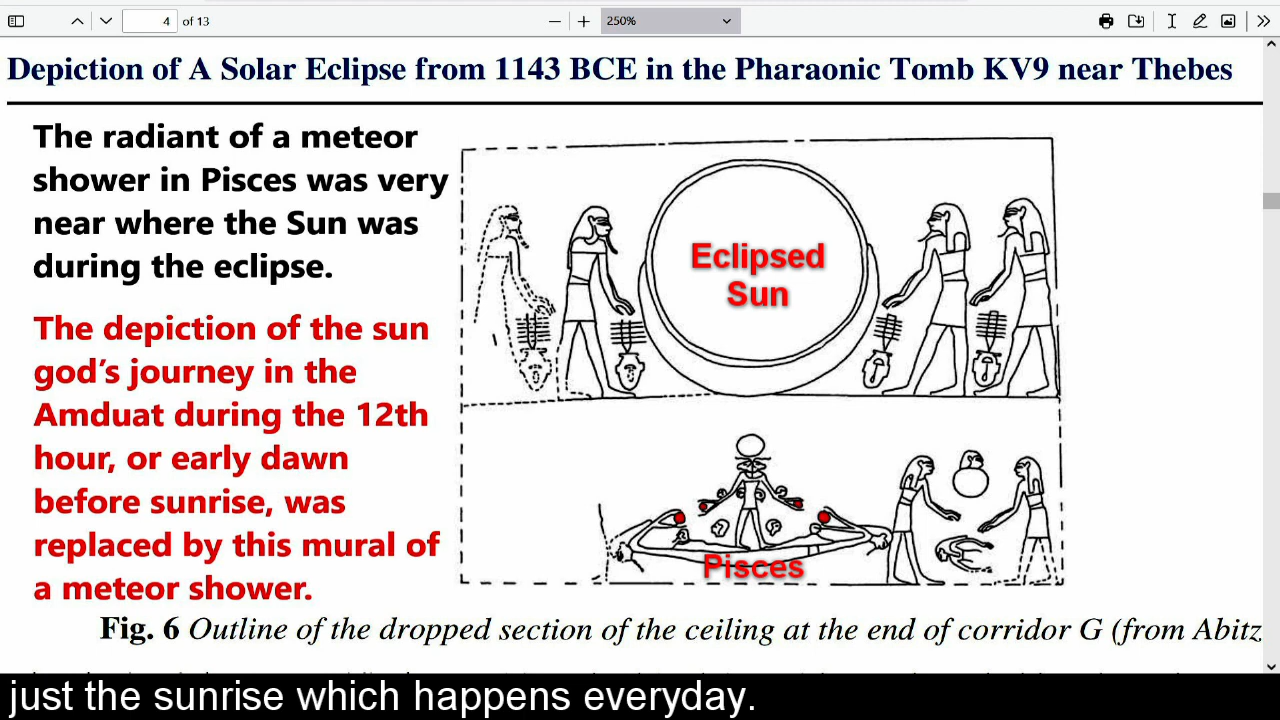 4 of 13
250%
Depiction of A Solar Eclipse from 1143 BCE in the Pharaonic Tomb KV9 near Thebes
The radiant of a meteor
shower in Pisces was very
near where the Sun was
during the eclipse.
The depiction of the sun
god’s journey in the
Amduat during the 12th
hour, or early dawn
before sunrise, was
replaced by this mural of
a meteor shower.
Eclipsed
Sun
Pisces
Fig. 6 Outline of the dropped section of the ceiling at the end of corridor G (from Abitz
just the sunrise which happens everyday.